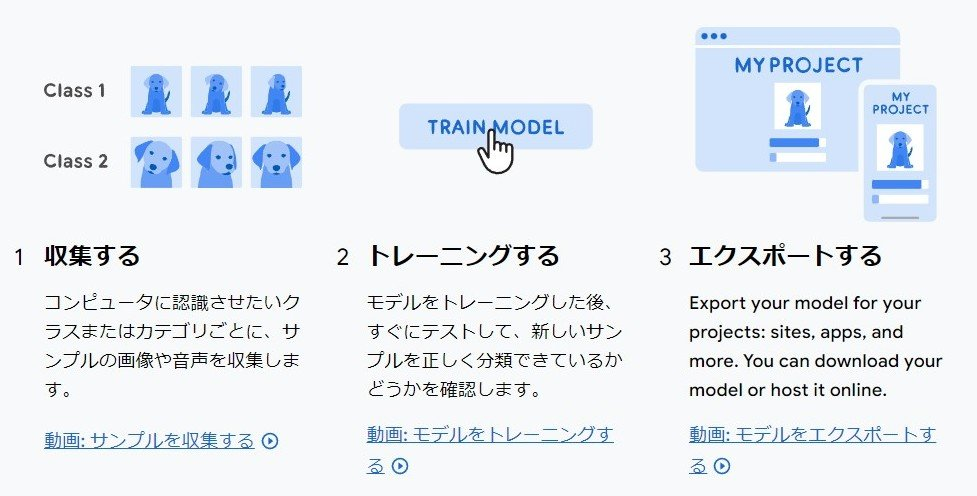 Class 1
Class 2
TRAIN MODEL
MY PROJECT
MY
PROJECT
1 収集する
コンピュータに認識させたいク
ラスまたはカテゴリごとに、サ
ンプルの画像や音声を収集しま
す。
動画: サンプルを収集する
2 トレーニングする
モデルをトレーニングした後、
すぐにテストして、新しいサン
プルを正しく分類できているか
どうかを確認します。
動画: モデルをトレーニングす
る
3 エクスポートする
Export your model for your
projects: sites, apps, and
more. You can download your
model or host it online.
動画: モデルをエクスポートす
る